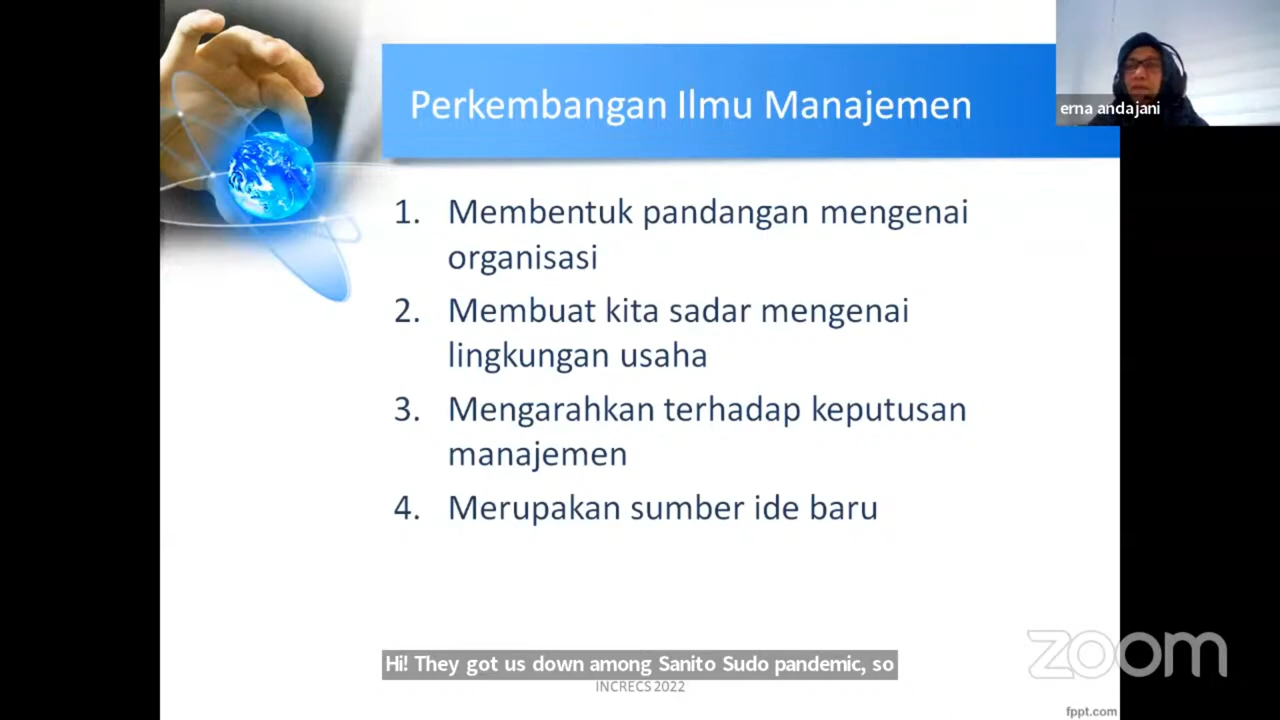 Perkembangan Ilmu Manajemen
erna andajani
1. Membentuk pandangan mengenai
organisasi
2. Membuat kita sadar mengenai
lingkungan usaha
3. Mengarahkan terhadap keputusan
manajemen
4. Merupakan sumber ide baru
Hi! They got us down among Sanito Sudo pandemic, so
INCRECS 2022
zoom
fppt.com